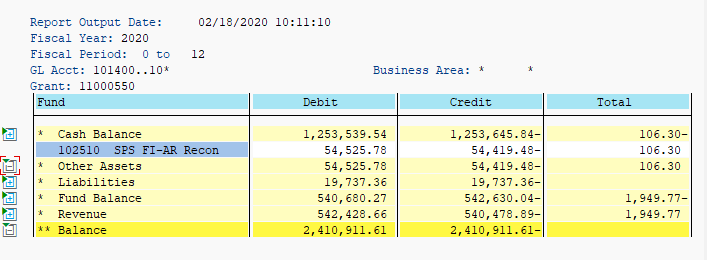 Report Output Date: 02/18/2020 10:11:10
Fiscal Year: 2020
Fiscal Period: 0 to 12
GL Acct: 101400..10* Business Area: * *
Grant: 11000550
Fund Debit Credit Total
* Cash Balance 1,253,539.54 1,253,645.84- 106.30-
102510 SPS FI-AR Recon 54,525.78 54,419.48- 106.30
* Other Assets 54,525.78 54,419.48- 106.30
* Liabilities 19,737.36 19,737.36-
* Fund Balance 540,680.27 542,630.04- 1,949.77-
* Revenue 542,428.66 540,478.89- 1,949.77
** Balance 2,410,911.61 2,410,911.61-